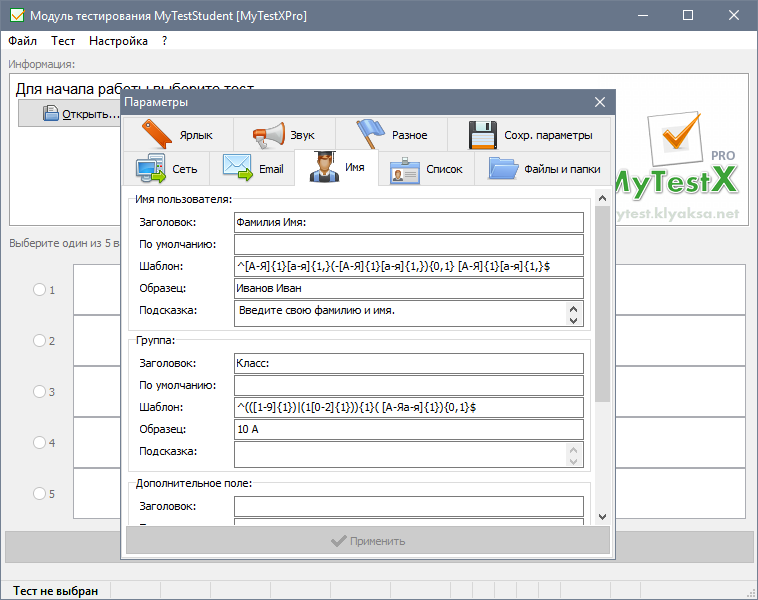 Модуль тестирования MyTestStudent [MyTestXPro]
Файл Тест Настройка ?
Информация:
Для начала работы выберите тест
Открыть...
Параметры
Ярлык Звук Разное Сохр. параметры
Сеть Email Имя Список Файлы и папки
PRO
MyTestX
mytest.klyaksa.net
Имя пользователя:
Заголовок: Фамилия Имя:
По умолчанию:
Шаблон: ^[А-Я]{1}[а-я]{1,}(-[А-Я]{1}[а-я]{1,}){0,1} [А-Я]{1}[а-я]{1,}$
Образец: Иванов Иван
Подсказка: Введите свою фамилию и имя.
Выберите один из 5 в
Группа:
Заголовок: Класс:
По умолчанию:
Шаблон: ^(([1-9]{1})|(1[0-2]{1})){1}( [А-Яа-я]{1}){0,1}$
Образец: 10 А
Подсказка:
Дополнительное поле:
Заголовок:
1
2
3
4
5
Применить
Тест не выбран